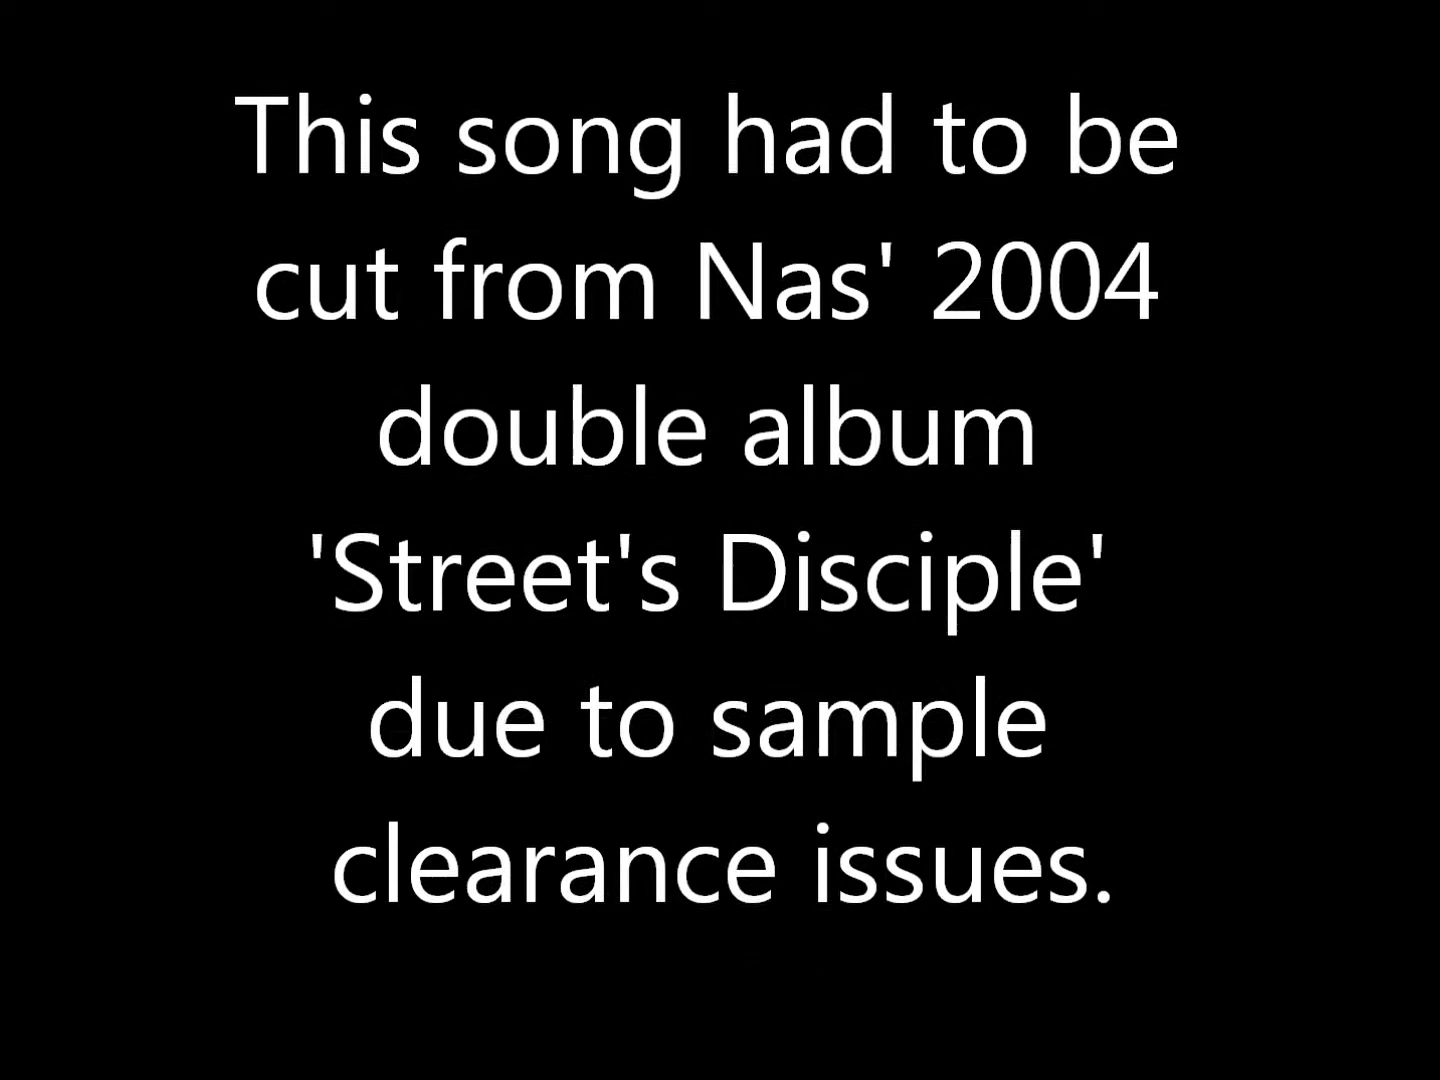 This song had to be
cut from Nas' 2004
double album
'Street's Disciple'
due to sample
clearance issues.